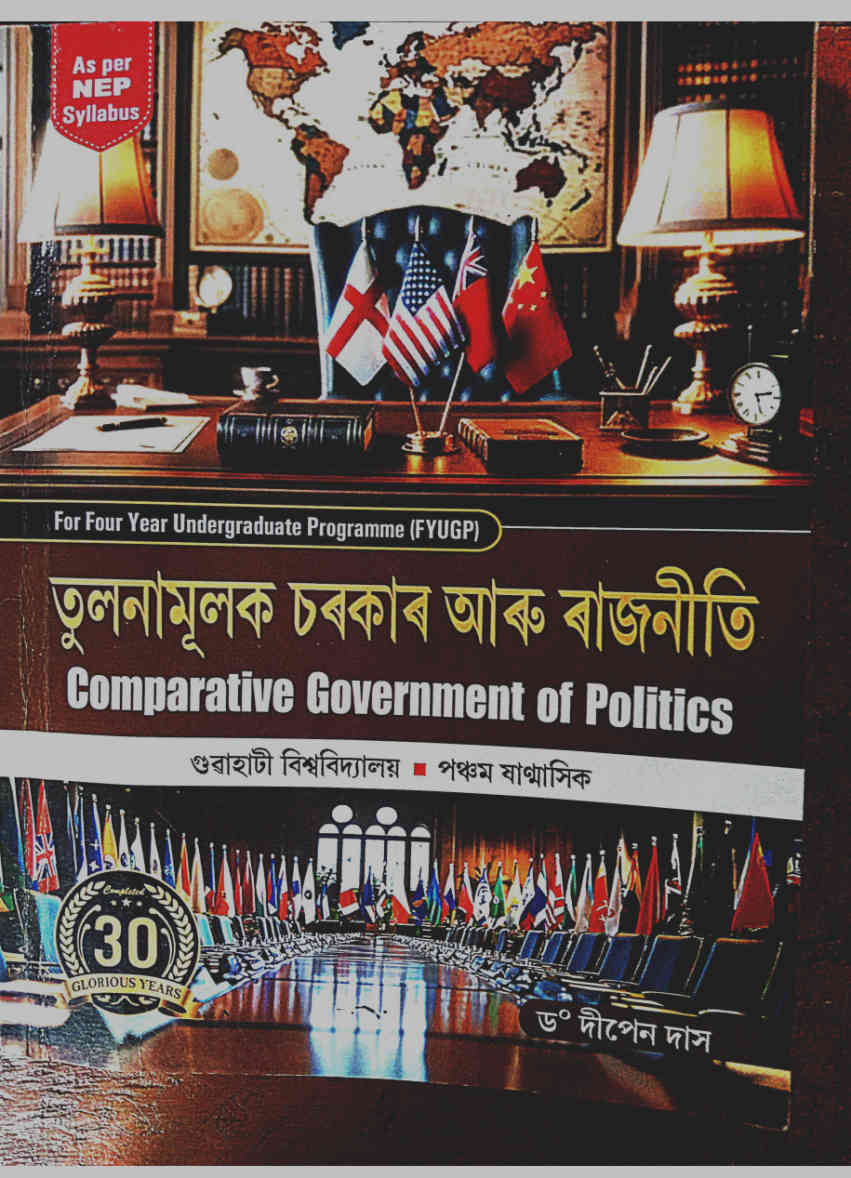 As per
NEP
Syllabus
For Four Year Undergraduate Programme (FYUGP)
তুলনামূলক চৰকাৰ আৰু ৰাজনীতি
Comparative Government of Politics
গুৱাহাটী বিশ্ববিদ্যালয় ■ পঞ্চম ষাণ্মাসিক
Completed
30
GLORIOUS YEARS
ড° দীপেন দাস